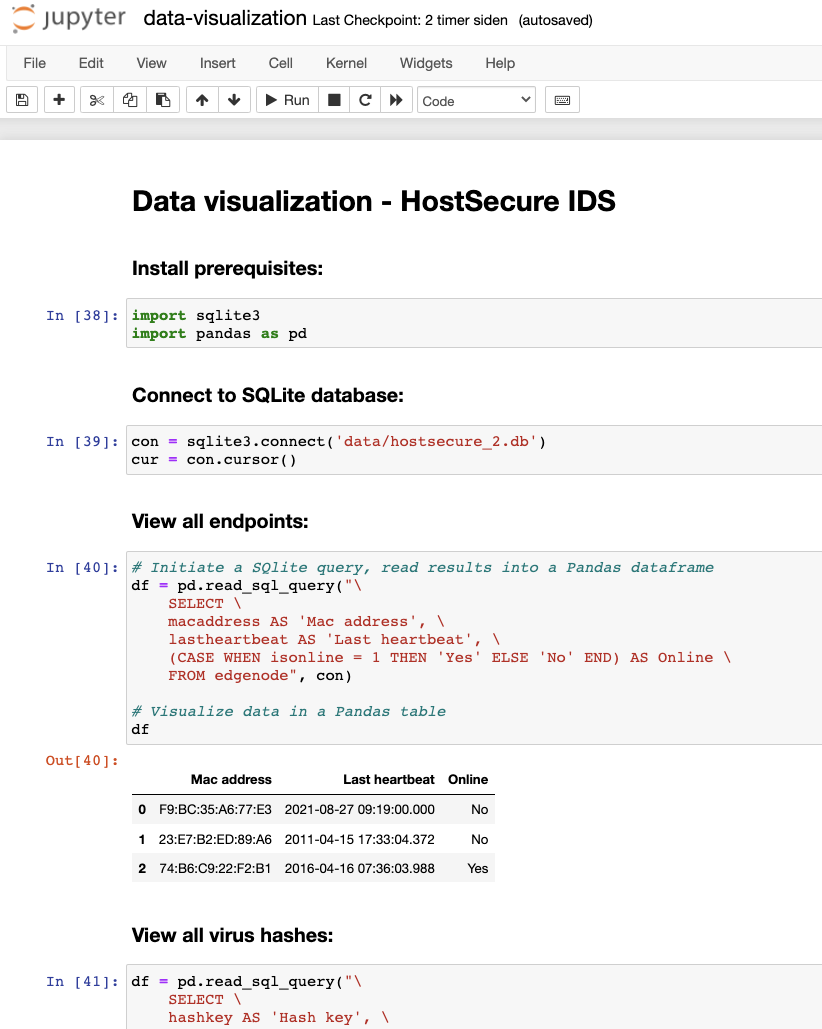 jupyter data-visualization Last Checkpoint: 2 timer siden (autosaved)
File Edit View Insert Cell Kernel Widgets Help
Run Code
Data visualization - HostSecure IDS
Install prerequisites:
In [38]: import sqlite3
import pandas as pd
Connect to SQLite database:
In [39]: con = sqlite3.connect('data/hostsecure_2.db')
cur = con.cursor()
View all endpoints:
In [40]: # Initiate a SQlite query, read results into a Pandas dataframe
df = pd.read_sql_query("\
SELECT \
macaddress AS 'Mac address', \
lastheartbeat AS 'Last heartbeat', \
(CASE WHEN isonline = 1 THEN 'Yes' ELSE 'No' END) AS Online \
FROM edgenode", con)
# Visualize data in a Pandas table
df
Out[40]:
Mac address Last heartbeat Online
0 F9:BC:35:A6:77:E3 2021-08-27 09:19:00.000 No
1 23:E7:B2:ED:89:A6 2011-04-15 17:33:04.372 No
2 74:B6:C9:22:F2:B1 2016-04-16 07:36:03.988 Yes
View all virus hashes:
In [41]: df = pd.read_sql_query("\
SELECT \
hashkey AS 'Hash key', \